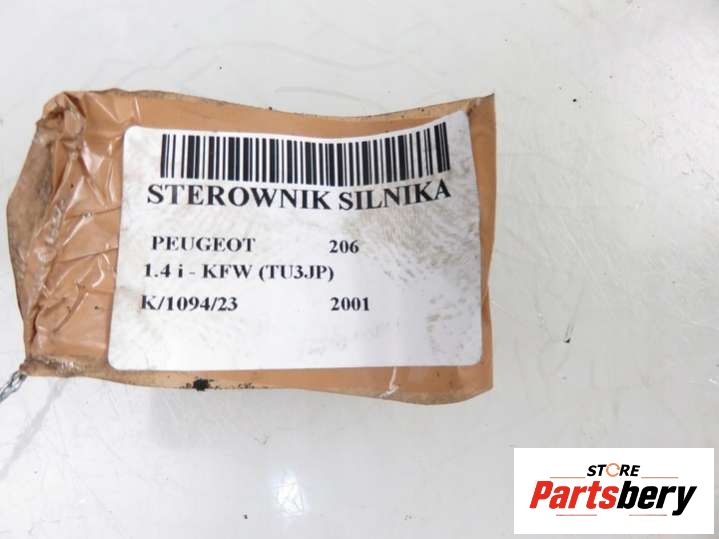 STEROWNIK SILNIKA
PEUGEOT 206
1.4 i - KFW (TU3JP)
K/1094/23 2001
STORE
Partsbery